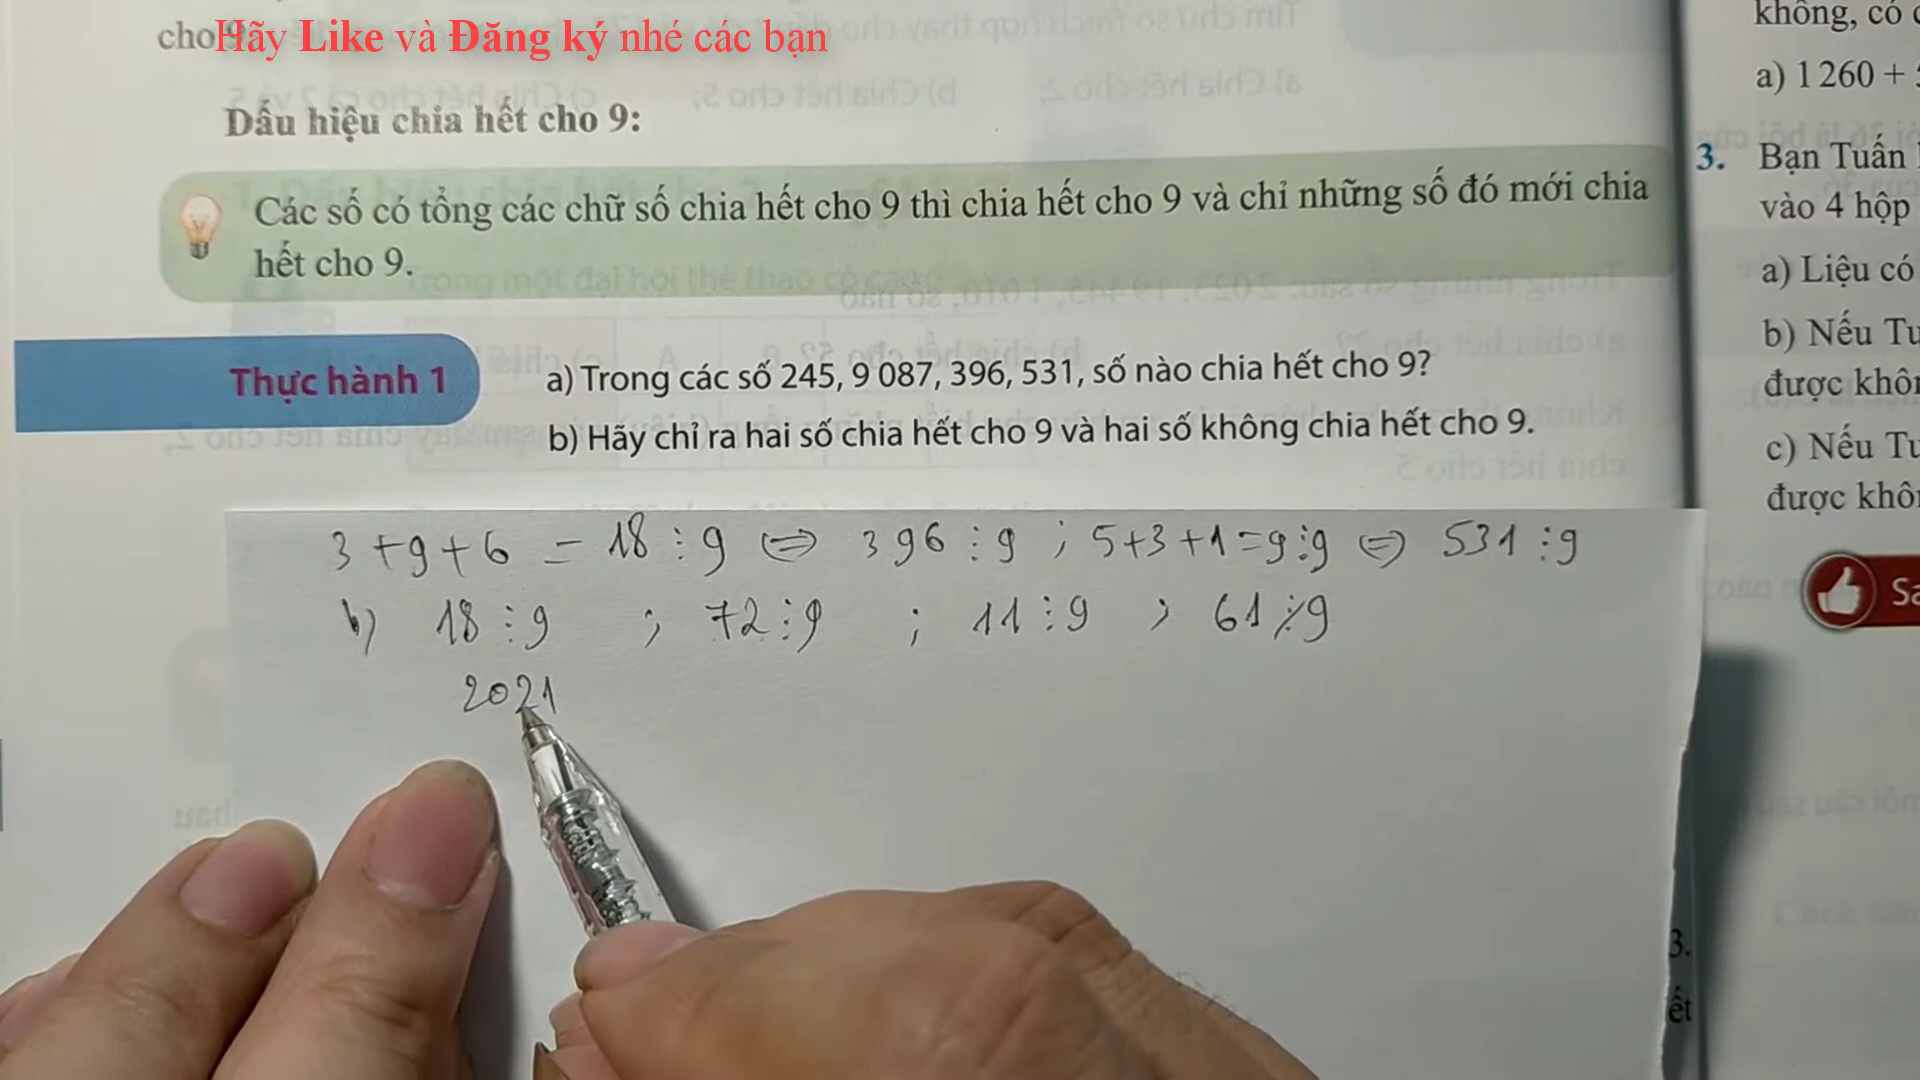 cho 9
Hãy Like và Đăng ký nhé các bạn
Dấu hiệu chia hết cho 9:
Các số có tổng các chữ số chia hết cho 9 thì chia hết cho 9 và chỉ những số đó mới chia
hết cho 9.
Thực hành 1
a) Trong các số 245, 9 087, 396, 531, số nào chia hết cho 9?
b) Hãy chỉ ra hai số chia hết cho 9 và hai số không chia hết cho 9.
3 + 9 + 6 = 18 ⋮ 9 ⇔ 396 ⋮ 9 ; 5+3+1=9⋮9 ⇔ 531 ⋮ 9
b) 18 ⋮ 9 ; 72 ⋮ 9 ; 11 ⋮ 9 ; 61 ⋮̸ 9
2021
không, có
a) 1 260 +
3. Bạn Tuấn
vào 4 hộp
a) Liệu có
b) Nếu Tu
được khôn
c) Nếu Tu
được khôn
Sa
3.
ết